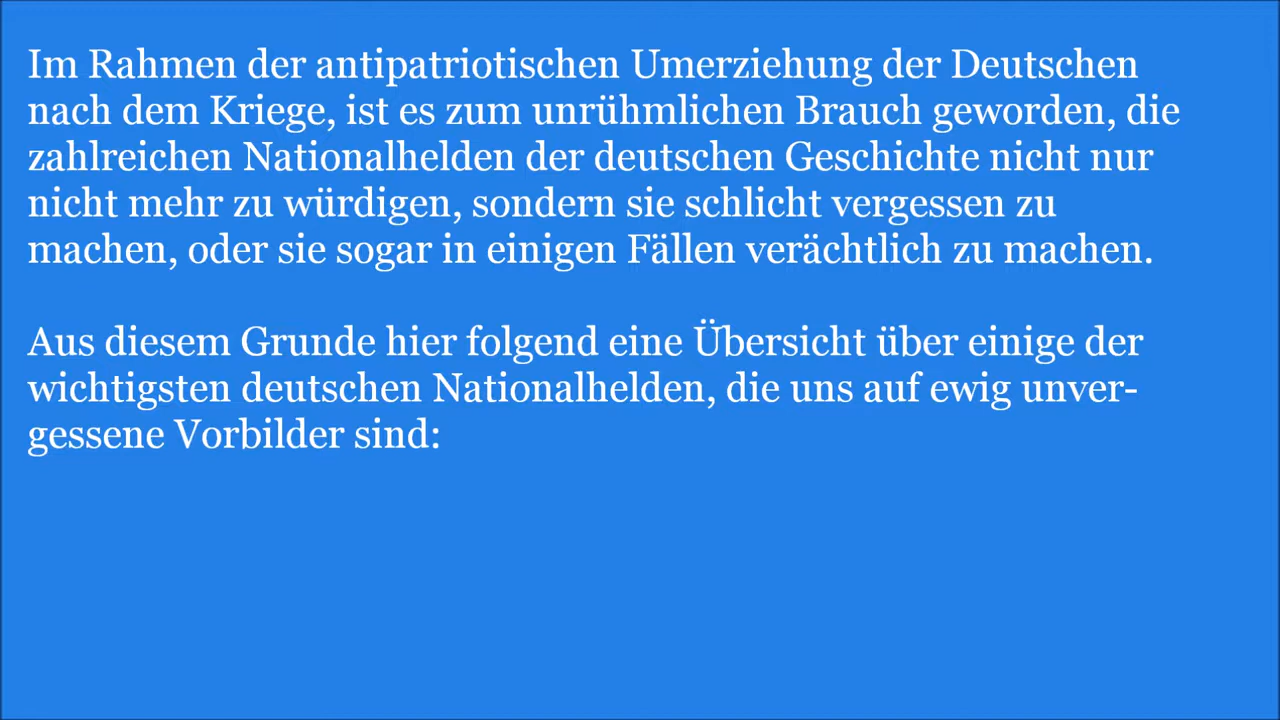 Im Rahmen der antipatriotischen Umerziehung der Deutschen
nach dem Kriege, ist es zum unrühmlichen Brauch geworden, die
zahlreichen Nationalhelden der deutschen Geschichte nicht nur
nicht mehr zu würdigen, sondern sie schlicht vergessen zu
machen, oder sie sogar in einigen Fällen verächtlich zu machen.
Aus diesem Grunde hier folgend eine Übersicht über einige der
wichtigsten deutschen Nationalhelden, die uns auf ewig unver-
gessene Vorbilder sind: